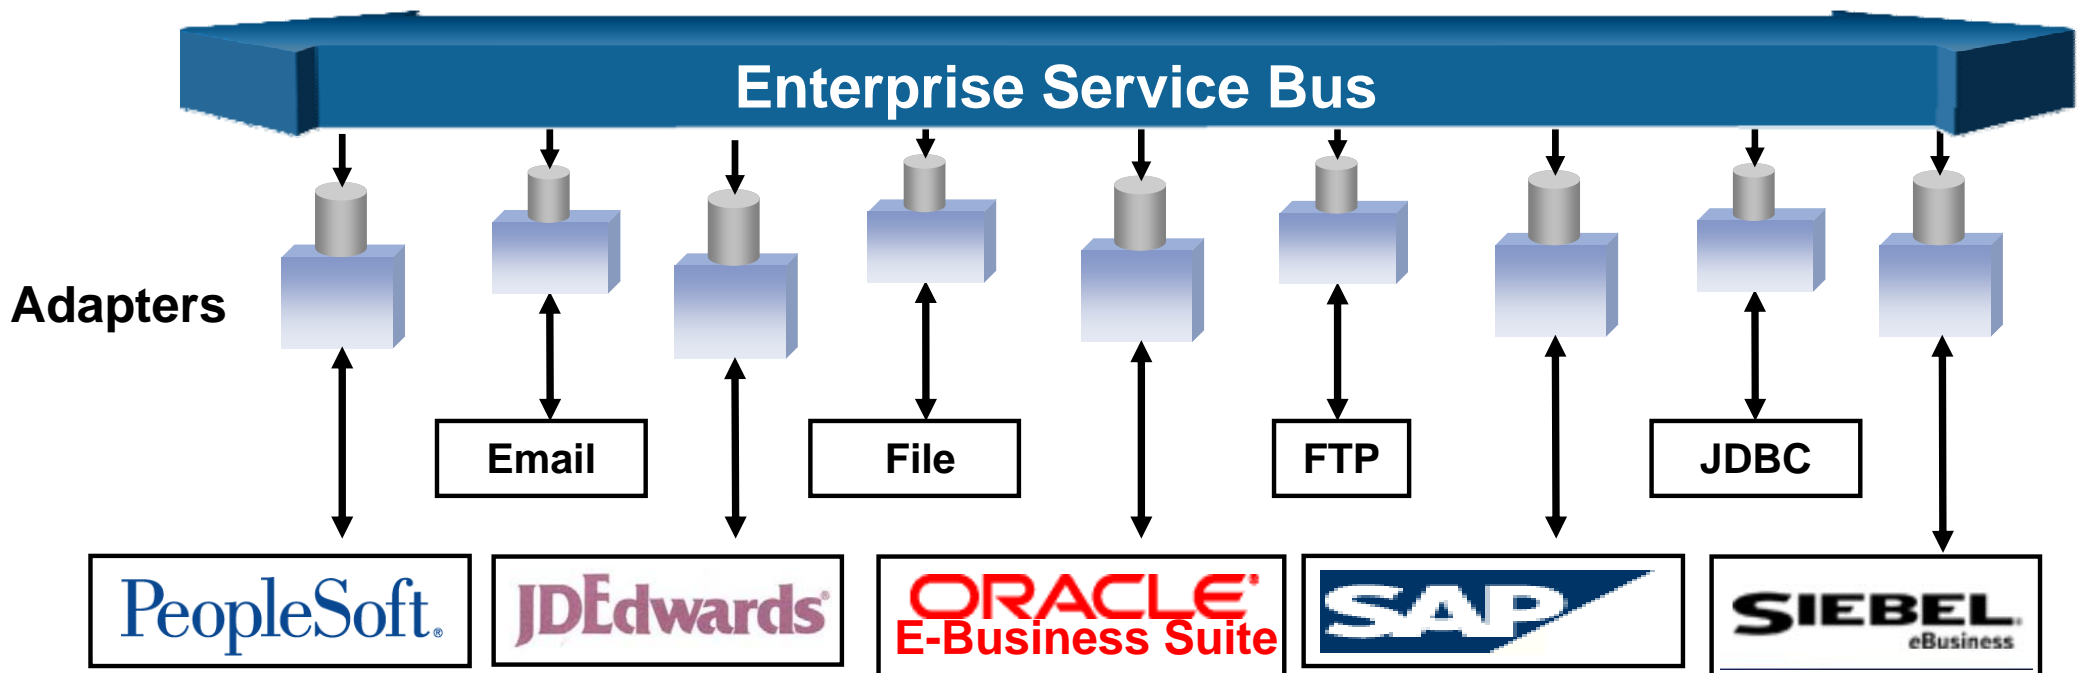 Enterprise Service Bus
Adapters
Email
File
FTP
JDBC
PeopleSoft®
JDEdwards®
ORACLE®
E-Business Suite
SAP
SIEBEL.
eBusiness